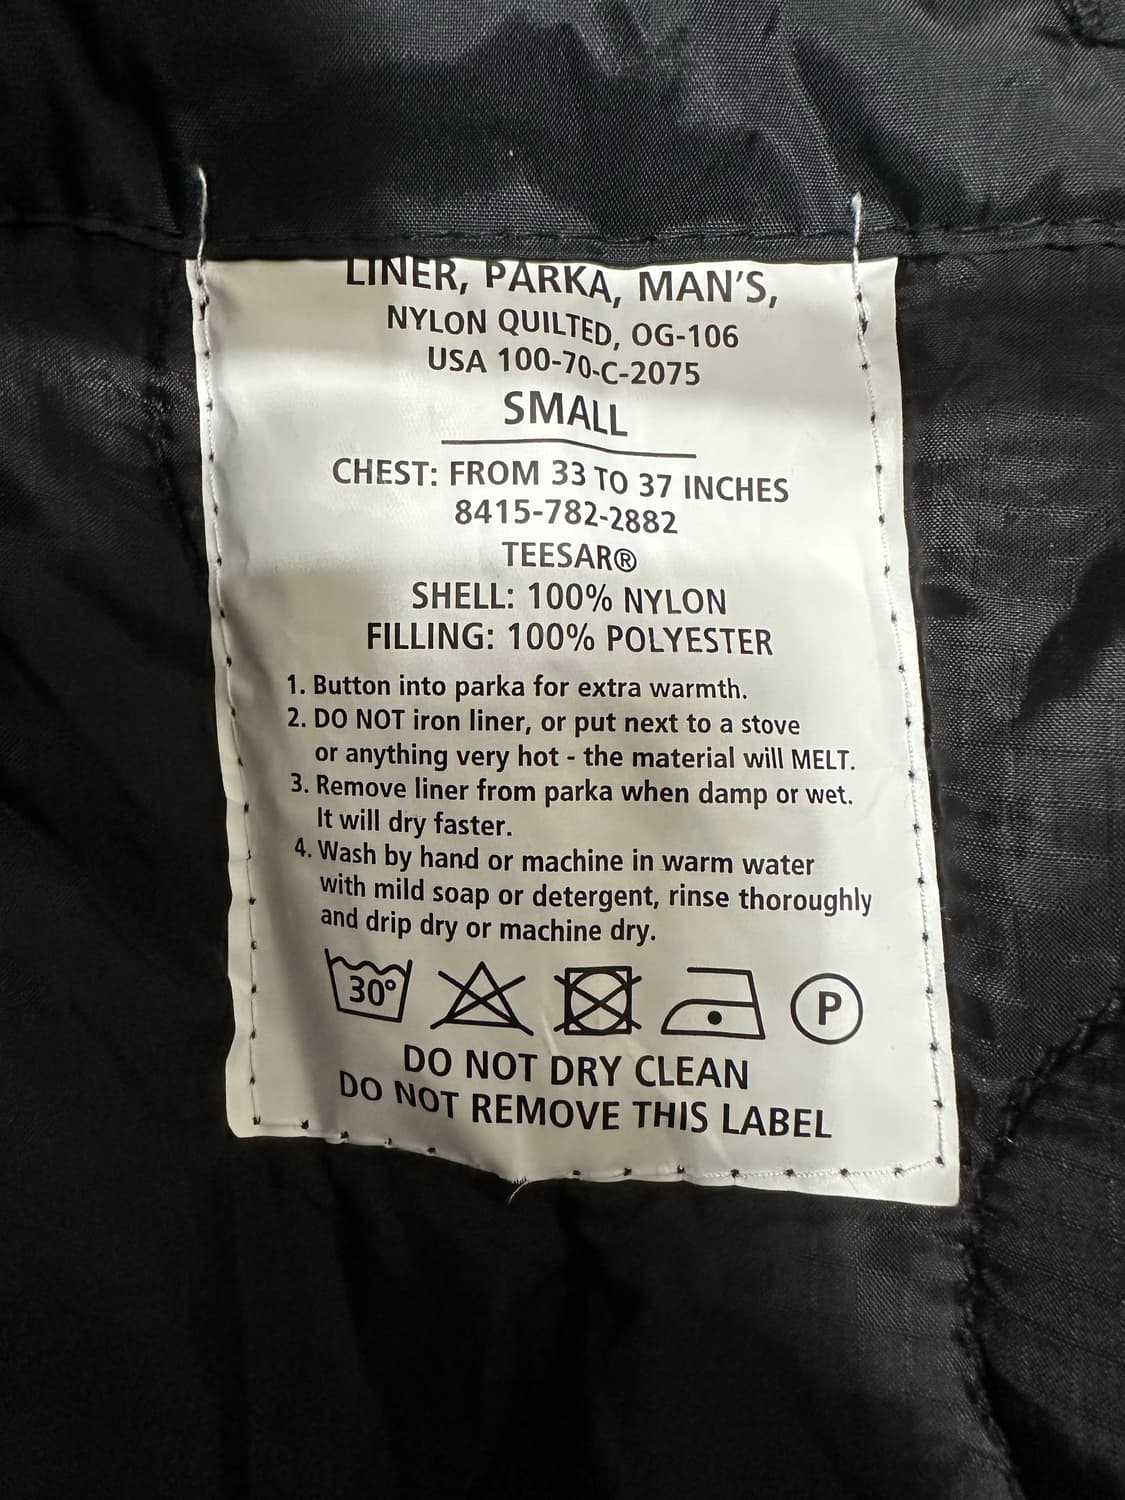 LINER, PARKA, MAN'S,
NYLON QUILTED, OG-106
USA 100-70-C-2075
SMALL
CHEST: FROM 33 TO 37 INCHES
8415-782-2882
TEESAR®
SHELL: 100% NYLON
FILLING: 100% POLYESTER
1. Button into parka for extra warmth.
2. DO NOT iron liner, or put next to a stove
or anything very hot - the material will MELT.
3. Remove liner from parka when damp or wet.
It will dry faster.
4. Wash by hand or machine in warm water
with mild soap or detergent, rinse thoroughly
and drip dry or machine dry.
30° P
DO NOT DRY CLEAN
DO NOT REMOVE THIS LABEL